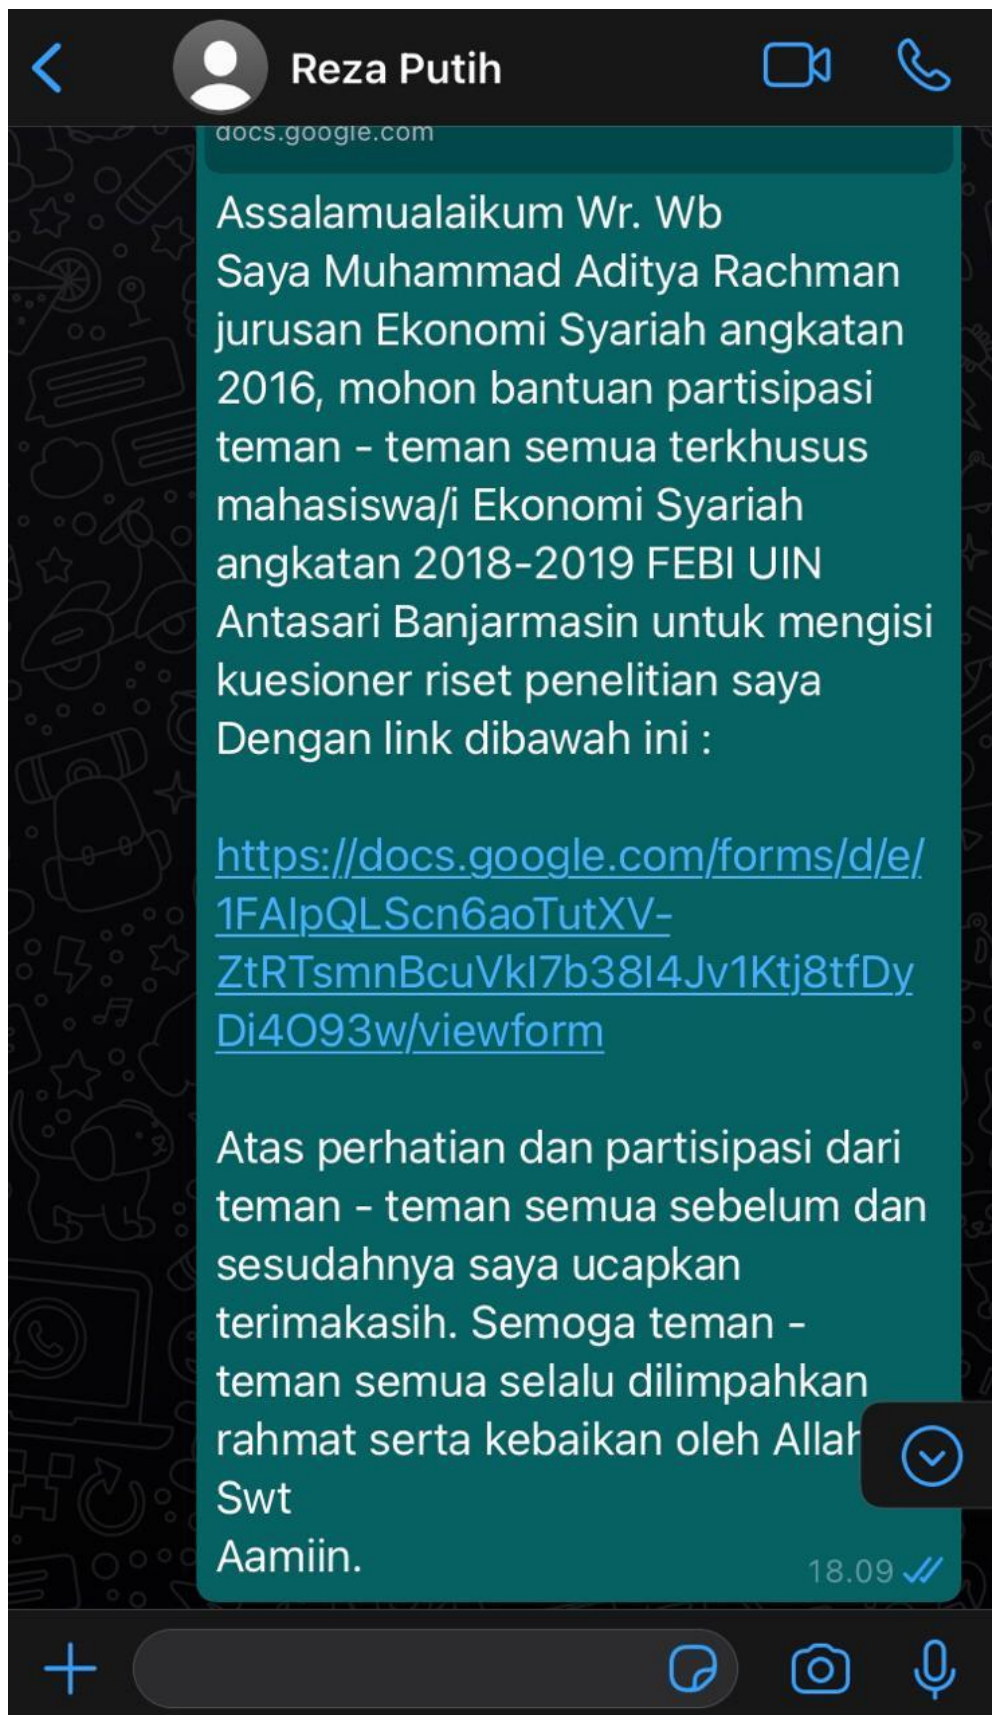 Reza Putih
docs.google.com
Assalamualaikum Wr. Wb
Saya Muhammad Aditya Rachman
jurusan Ekonomi Syariah angkatan
2016, mohon bantuan partisipasi
teman - teman semua terkhusus
mahasiswa/i Ekonomi Syariah
angkatan 2018-2019 FEBI UIN
Antasari Banjarmasin untuk mengisi
kuesioner riset penelitian saya
Dengan link dibawah ini :
https://docs.google.com/forms/d/e/
1FAIpQLScn6aoTutXV-
ZtRTsmnBcuVkI7b38I4Jv1Ktj8tfDy
Di4O93w/viewform
Atas perhatian dan partisipasi dari
teman - teman semua sebelum dan
sesudahnya saya ucapkan
terimakasih. Semoga teman -
teman semua selalu dilimpahkan
rahmat serta kebaikan oleh Allah
Swt
Aamiin.
18.09